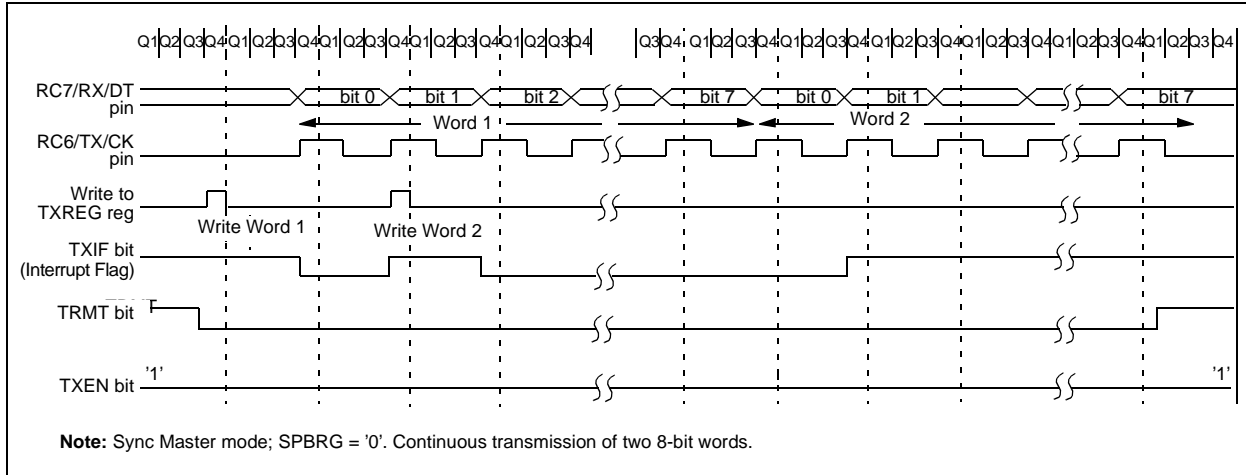 Q1 Q2 Q3 Q4 Q1 Q2 Q3 Q4 Q1 Q2 Q3 Q4 Q1 Q2 Q3 Q4 Q1 Q2 Q3 Q4 Q3 Q4 Q1 Q2 Q3 Q4 Q1 Q2 Q3 Q4 Q1 Q2 Q3 Q4 Q1 Q2 Q3 Q4 Q1 Q2 Q3 Q4 Q1 Q2 Q3 Q4
RC7/RX/DT
pin
bit 0 bit 1 bit 2 bit 7 bit 0 bit 1 bit 7
Word 1 Word 2
RC6/TX/CK
pin
Write to
TXREG reg
Write Word 1 Write Word 2
TXIF bit
(Interrupt Flag)
TRMT bit
'1' '1'
TXEN bit
Note: Sync Master mode; SPBRG = '0'. Continuous transmission of two 8-bit words.